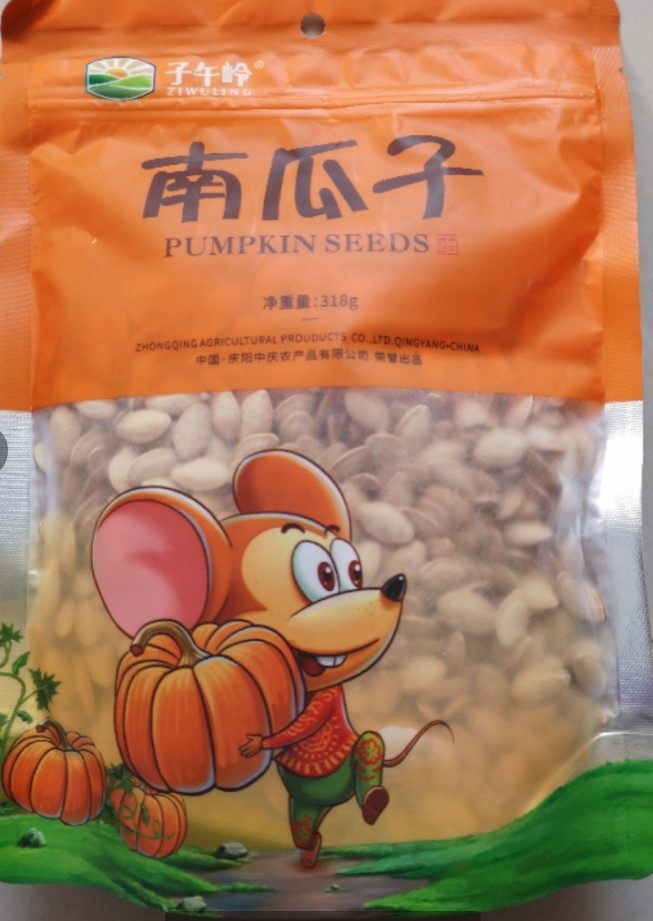 子午岭®
ZIWULING
南瓜子
PUMPKIN SEEDS
净重量:318g
ZHONGQING AGRICULTURAL PROUDUCTS CO.,LTD.QINGYANG•CHINA
中国·庆阳中庆农产品有限公司 荣誉出品